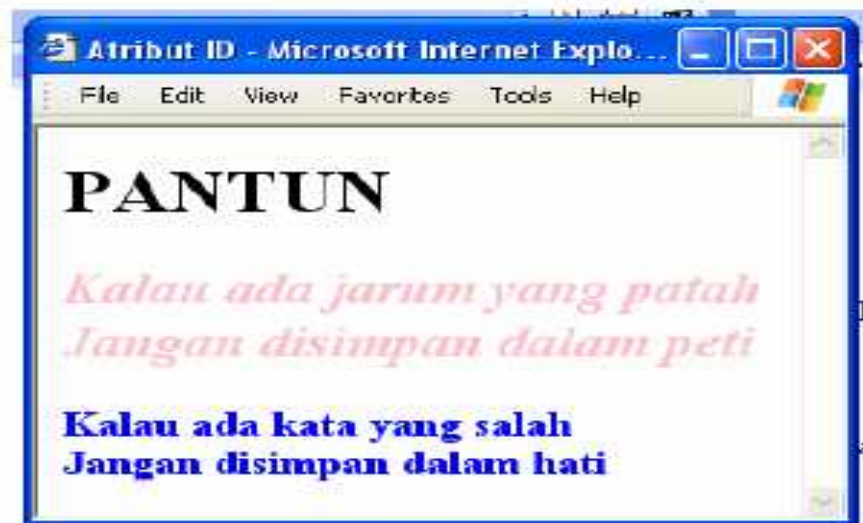 Atribut ID - Microsoft Internet Explo...
File Edit View Favorites Tools Help
PANTUN
Kalau ada jarum yang patah
Jangan disimpan dalam peti
Kalau ada kata yang salah
Jangan disimpan dalam hati